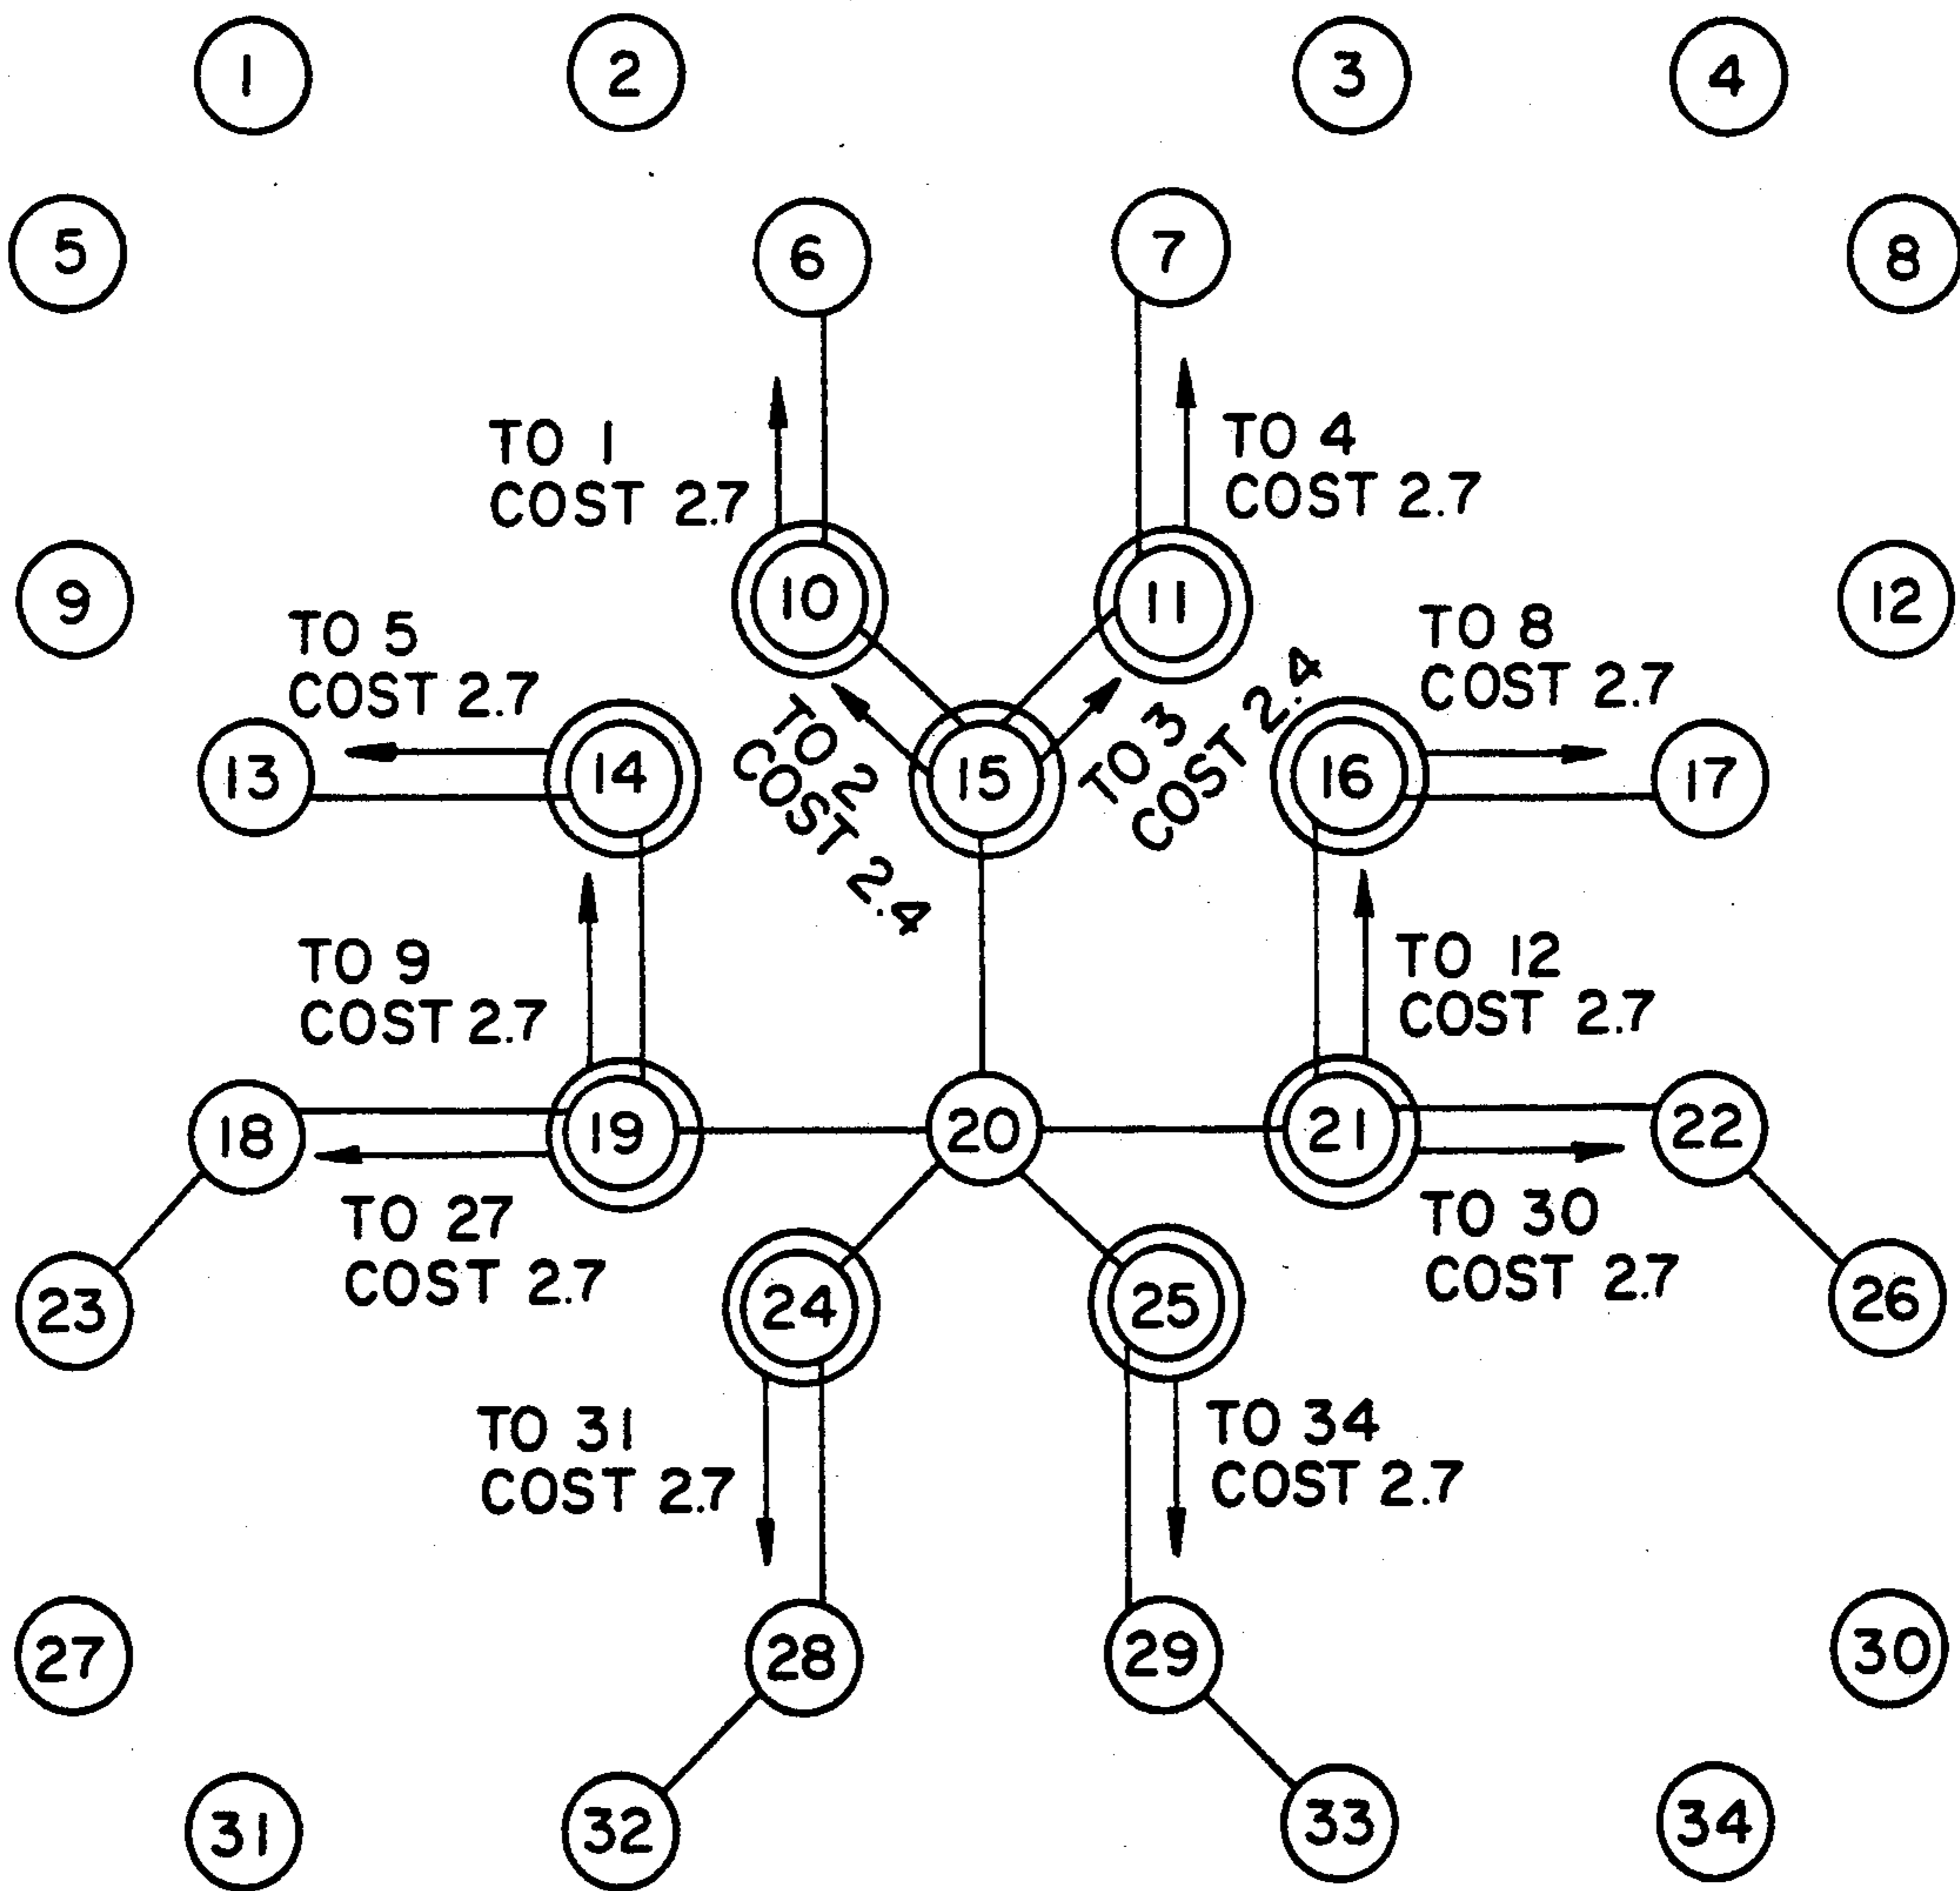 1
2
3
4
5
6
7
8
TO 1
COST 2.7
TO 4
COST 2.7
9
10
11
12
TO 5
COST 2.7
TO 8
COST 2.7
13
14
TO 2
COST 2.4
15
TO 3
COST 2.4
16
17
TO 9
COST 2.7
TO 12
COST 2.7
18
19
20
21
22
TO 27
COST 2.7
TO 30
COST 2.7
23
24
25
26
TO 31
COST 2.7
TO 34
COST 2.7
27
28
29
30
31
32
33
34